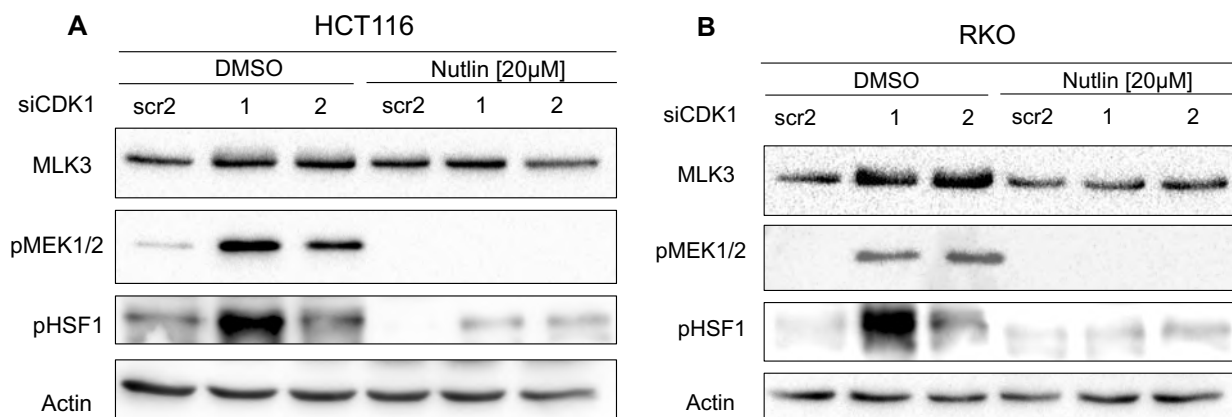 A
HCT116
DMSO Nutlin [20µM]
siCDK1 scr2 1 2 scr2 1 2
MLK3
pMEK1/2
pHSF1
Actin
B
RKO
DMSO Nutlin [20µM]
siCDK1 scr2 1 2 scr2 1 2
MLK3
pMEK1/2
pHSF1
Actin